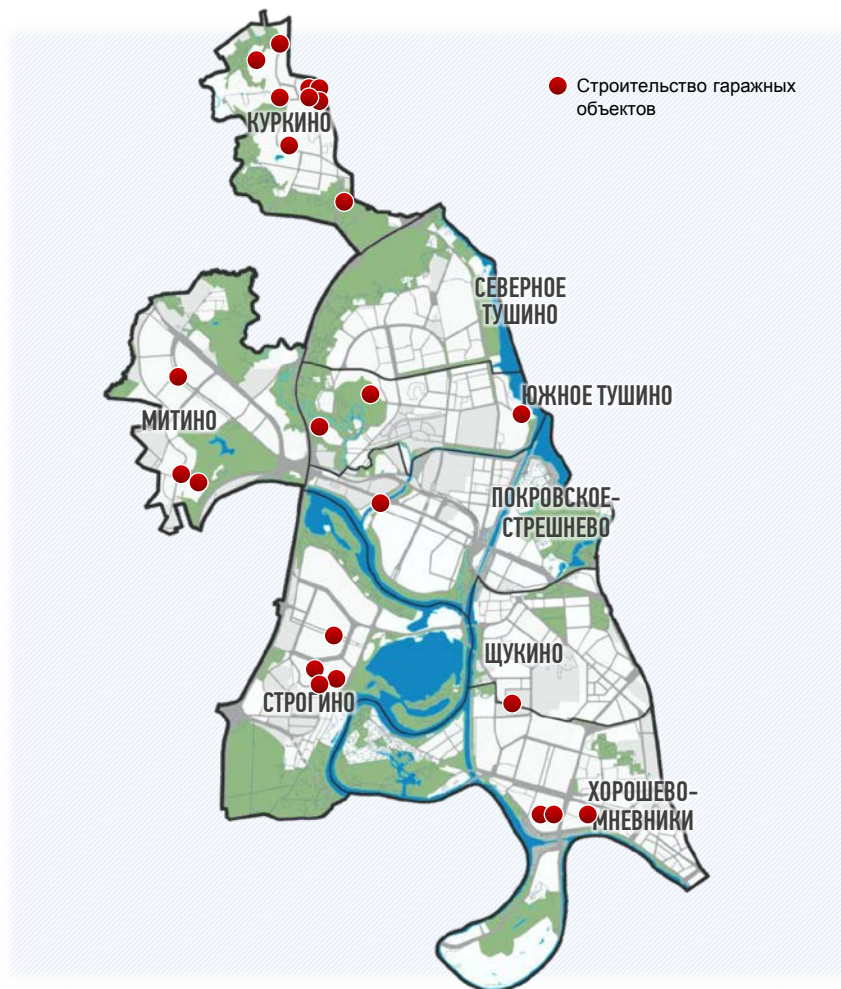 Строительство гаражных
объектов
КУРКИНО
СЕВЕРНОЕ
ТУШИНО
ЮЖНОЕ ТУШИНО
МИТИНО
ПОКРОВСКОЕ-
СТРЕШНЕВО
ЩУКИНО
СТРОГИНО
ХОРОШЕВО-
МНЕВНИКИ